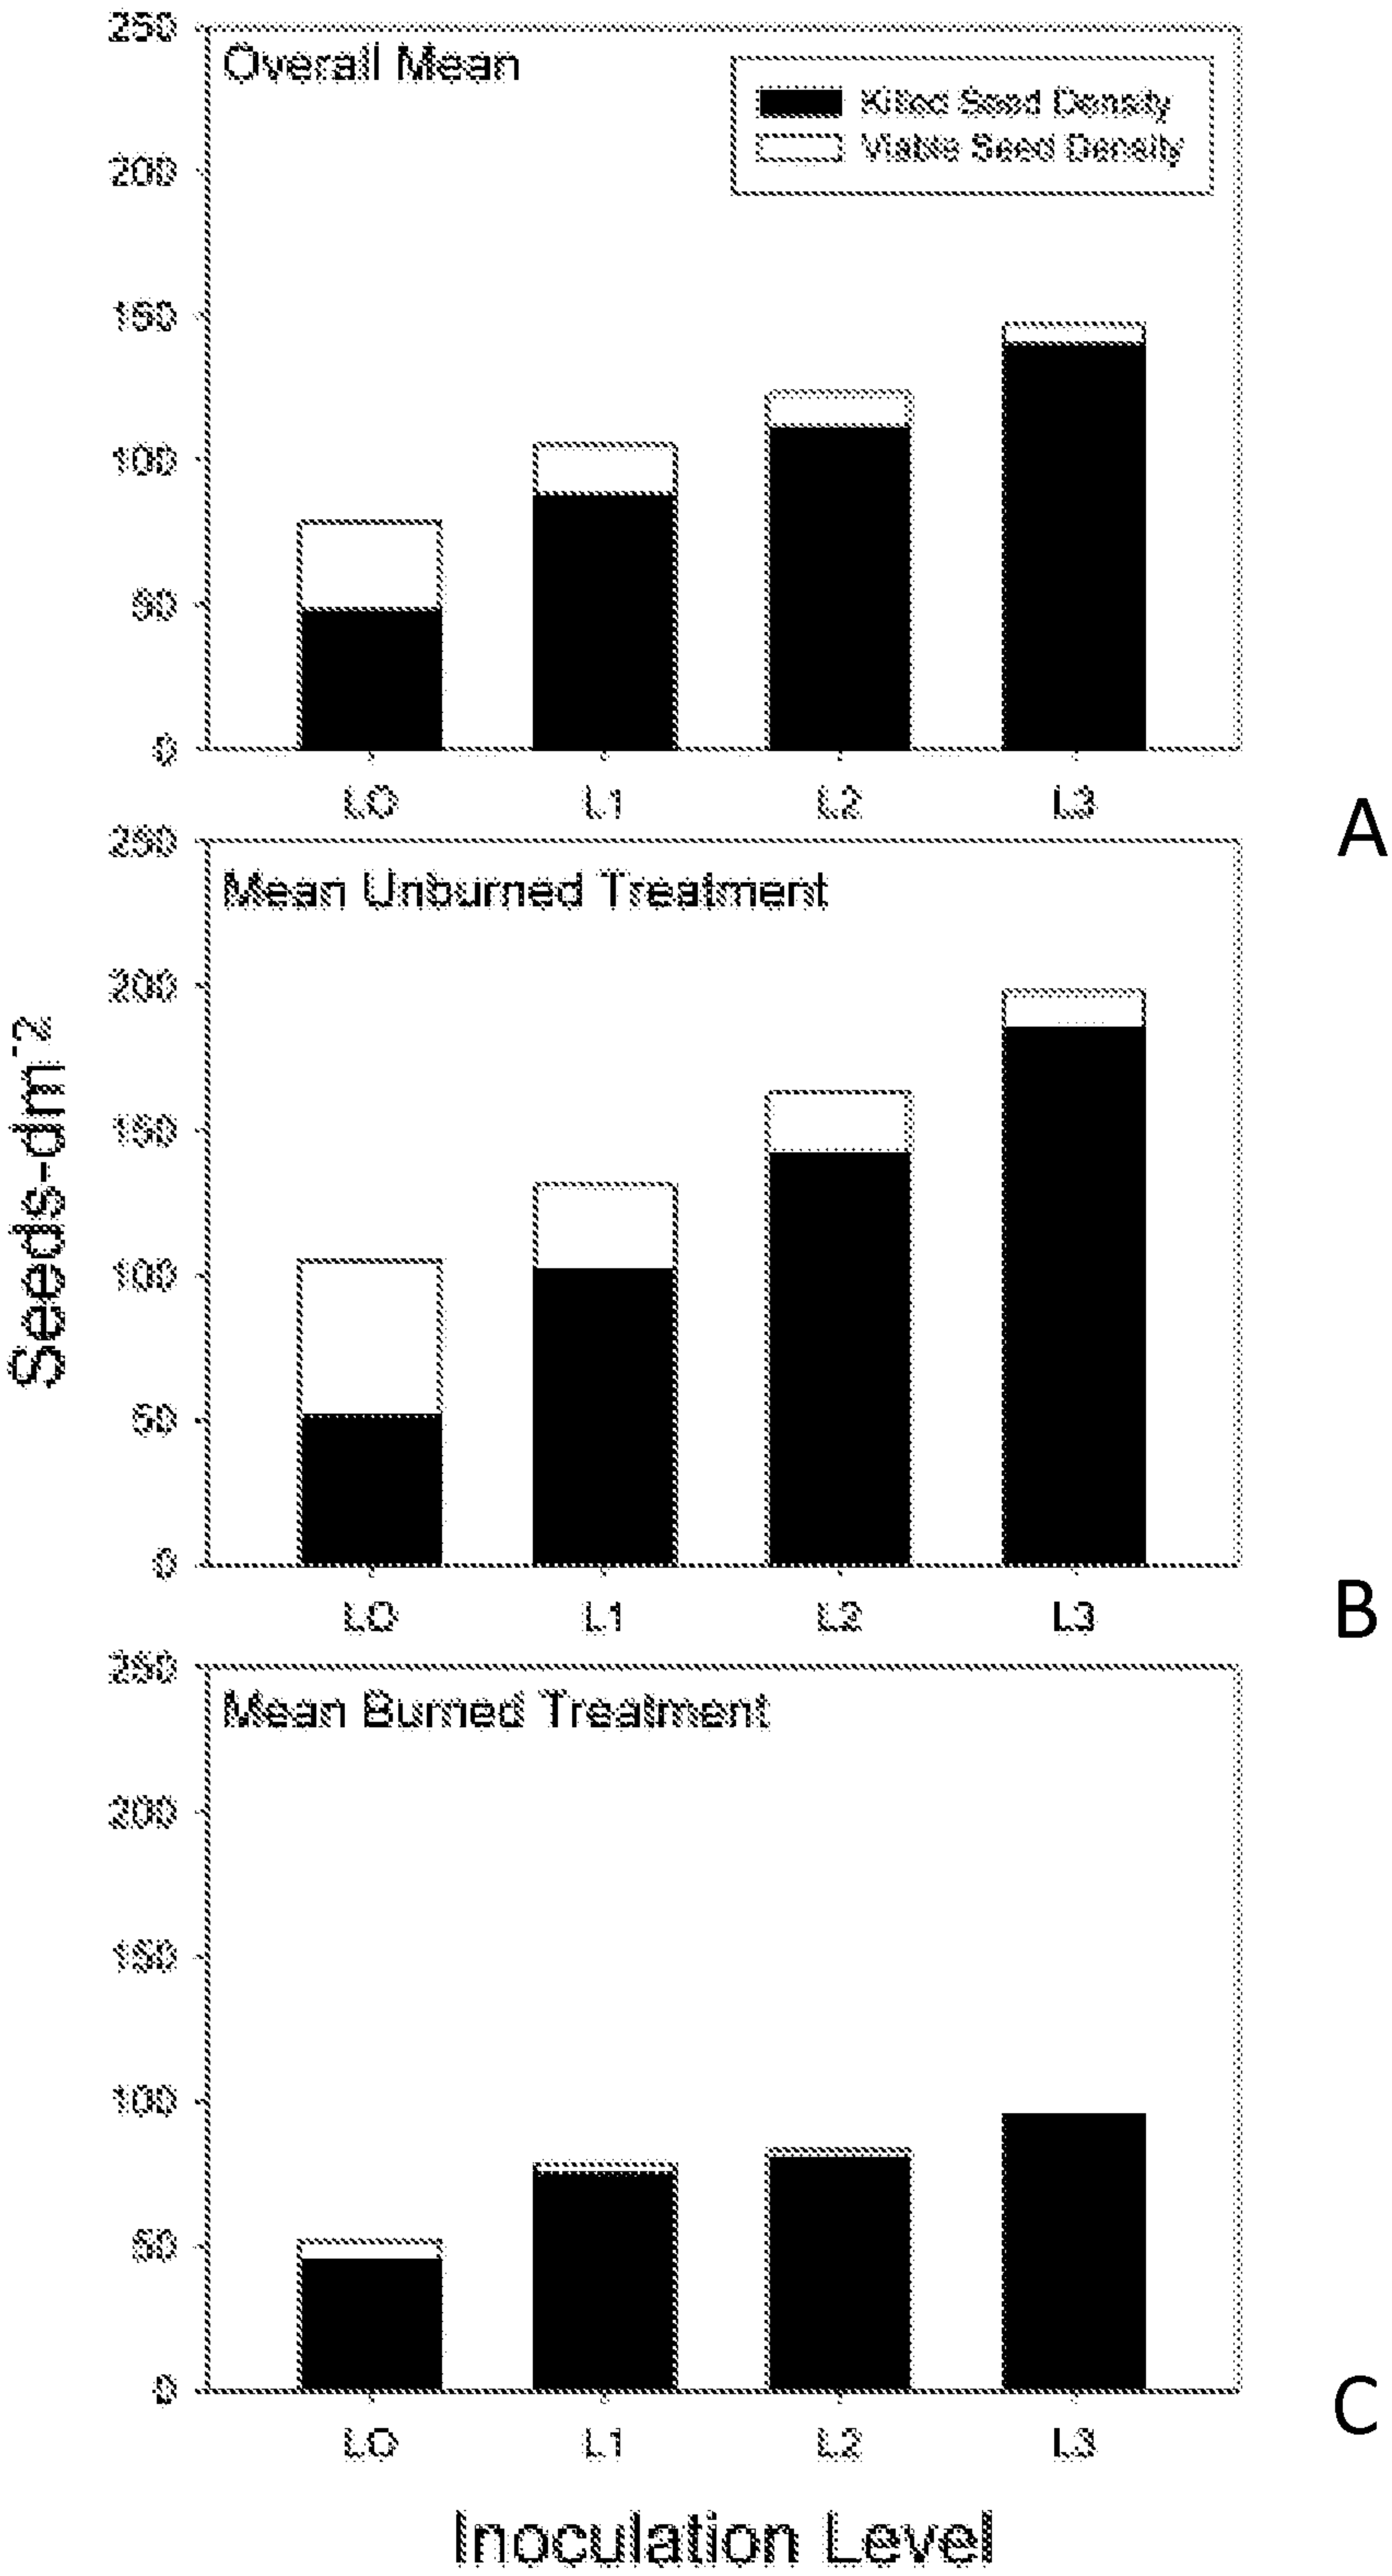 250
Overall Mean
Killed Seed Density
Viable Seed Density
200
150
100
50
0
L0
L1
L2
L3
A
250
Mean Unburned Treatment
200
150
100
50
0
L0
L1
L2
L3
B
Seeds-dm-2
250
Mean Burned Treatment
200
150
100
50
0
L0
L1
L2
L3
C
Inoculation Level